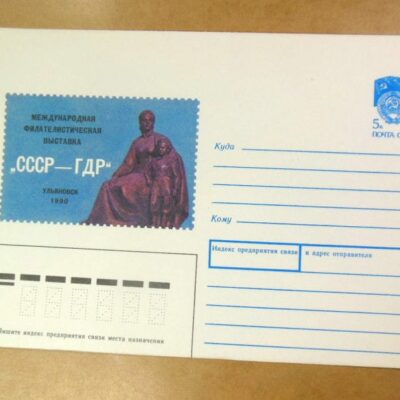 МЕЖДУНАРОДНАЯ
ФИЛАТЕЛИСТИЧЕСКАЯ
ВЫСТАВКА
„СССР—ГДР"
УЛЬЯНОВСК
1990
5к
ПОЧТА
Куда
Кому
Индекс предприятия связи и адрес отправителя
Пишите индекс предприятия связи места назначения